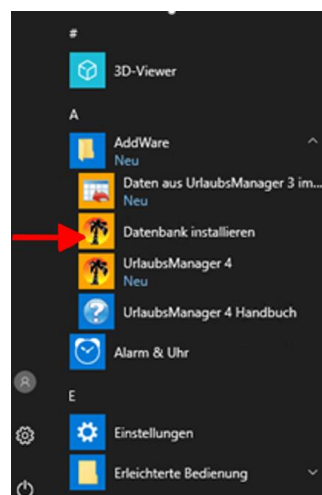 #
3D-Viewer
A
AddWare
Neu
Daten aus UrlaubsManager 3 im...
Neu
Datenbank installieren
UrlaubsManager 4
Neu
UrlaubsManager 4 Handbuch
Alarm & Uhr
E
Einstellungen
Erleichterte Bedienung